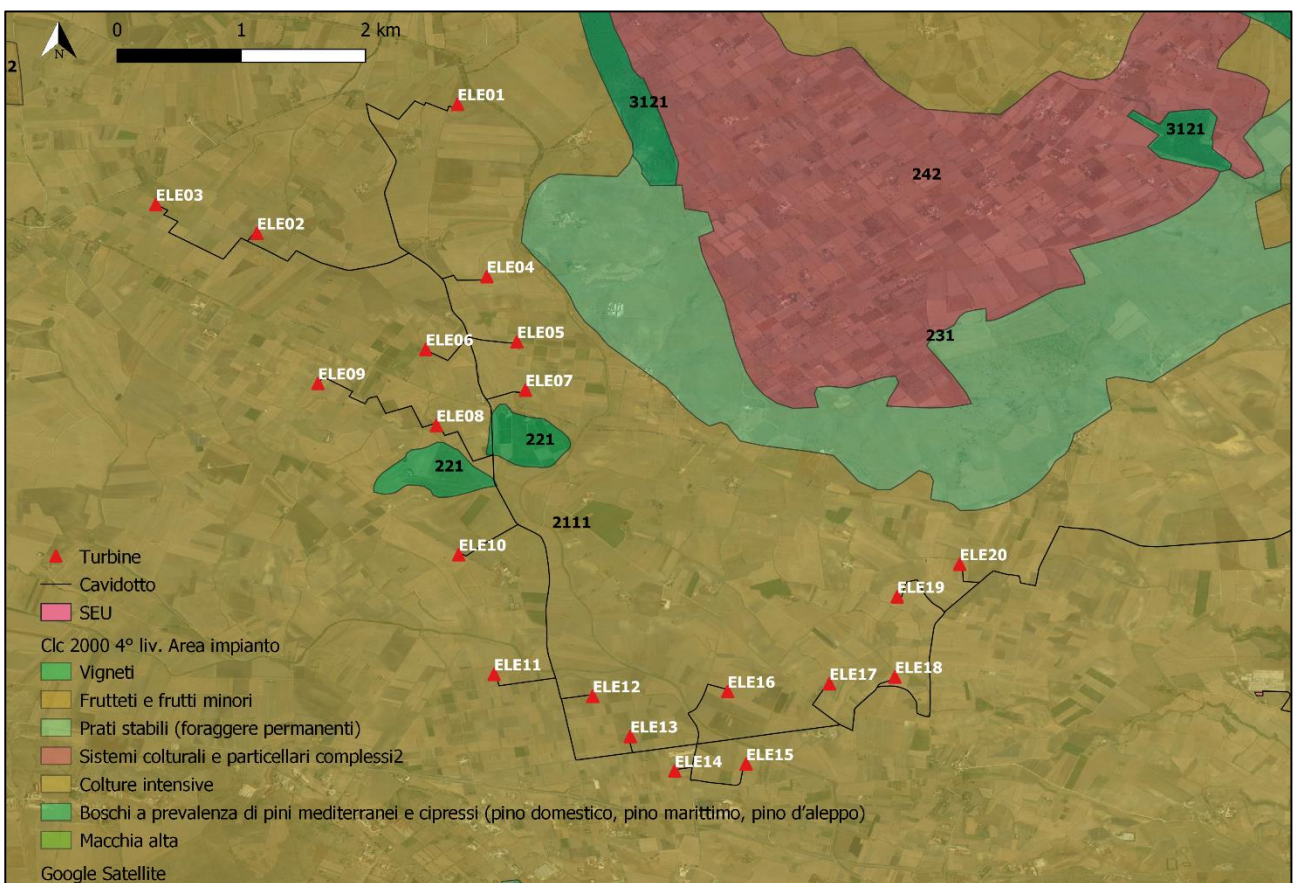 0 1 2 km
N
2
ELE01
3121
3121
242
ELE03
ELE02
ELE04
231
ELE05
ELE06
ELE09
ELE07
ELE08
221
221
2111
ELE10
ELE20
ELE19
ELE11
ELE12
ELE16
ELE17
ELE18
ELE13
ELE14
ELE15
Turbine
Cavidotto
SEU
Clc 2000 4° liv. Area impianto
Vigneti
Frutteti e frutti minori
Prati stabili (foraggere permanenti)
Sistemi colturali e particellari complessi2
Colture intensive
Boschi a prevalenza di pini mediterranei e cipressi (pino domestico, pino marittimo, pino d'aleppo)
Macchia alta
Google Satellite